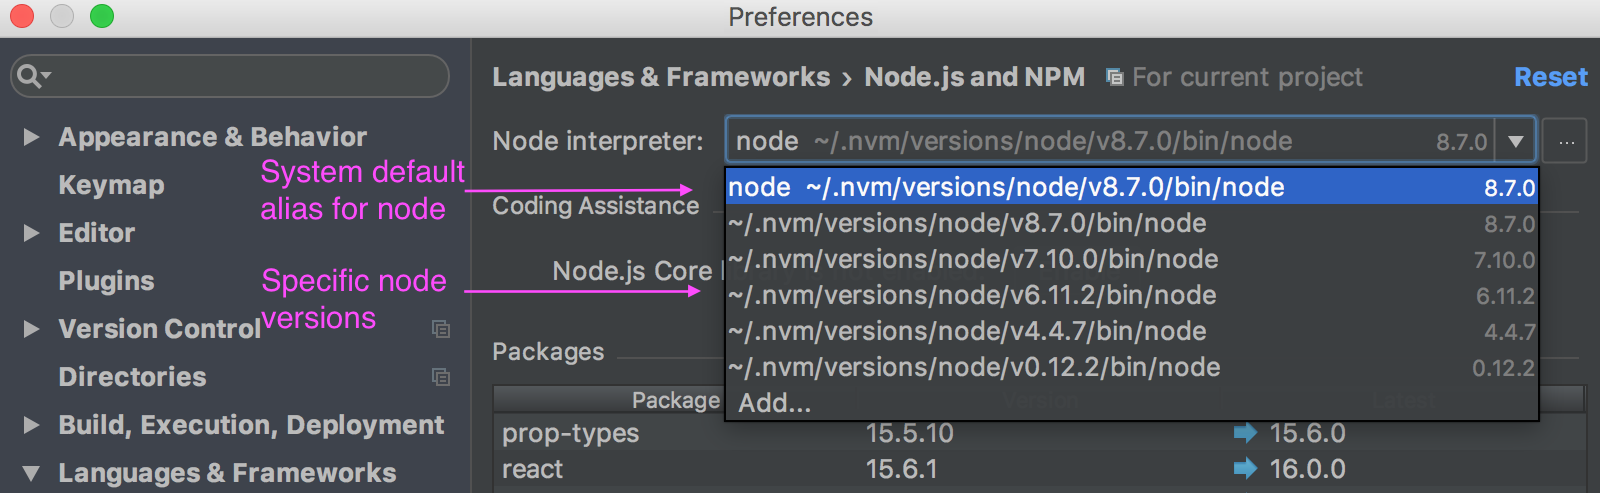 Preferences
Languages & Frameworks › Node.js and NPM For current project Reset
Appearance & Behavior
Keymap
Editor
Plugins
Version Control
Directories
Build, Execution, Deployment
Languages & Frameworks
System default
alias for node
Specific node
versions
Node interpreter: node ~/.nvm/versions/node/v8.7.0/bin/node 8.7.0 ...
node ~/.nvm/versions/node/v8.7.0/bin/node 8.7.0
~/.nvm/versions/node/v8.7.0/bin/node 8.7.0
~/.nvm/versions/node/v7.10.0/bin/node 7.10.0
~/.nvm/versions/node/v6.11.2/bin/node 6.11.2
~/.nvm/versions/node/v4.4.7/bin/node 4.4.7
~/.nvm/versions/node/v0.12.2/bin/node 0.12.2
Add...
Coding Assistance
Node.js Core
Packages
Package Version Latest
prop-types 15.5.10 15.6.0
react 15.6.1 16.0.0